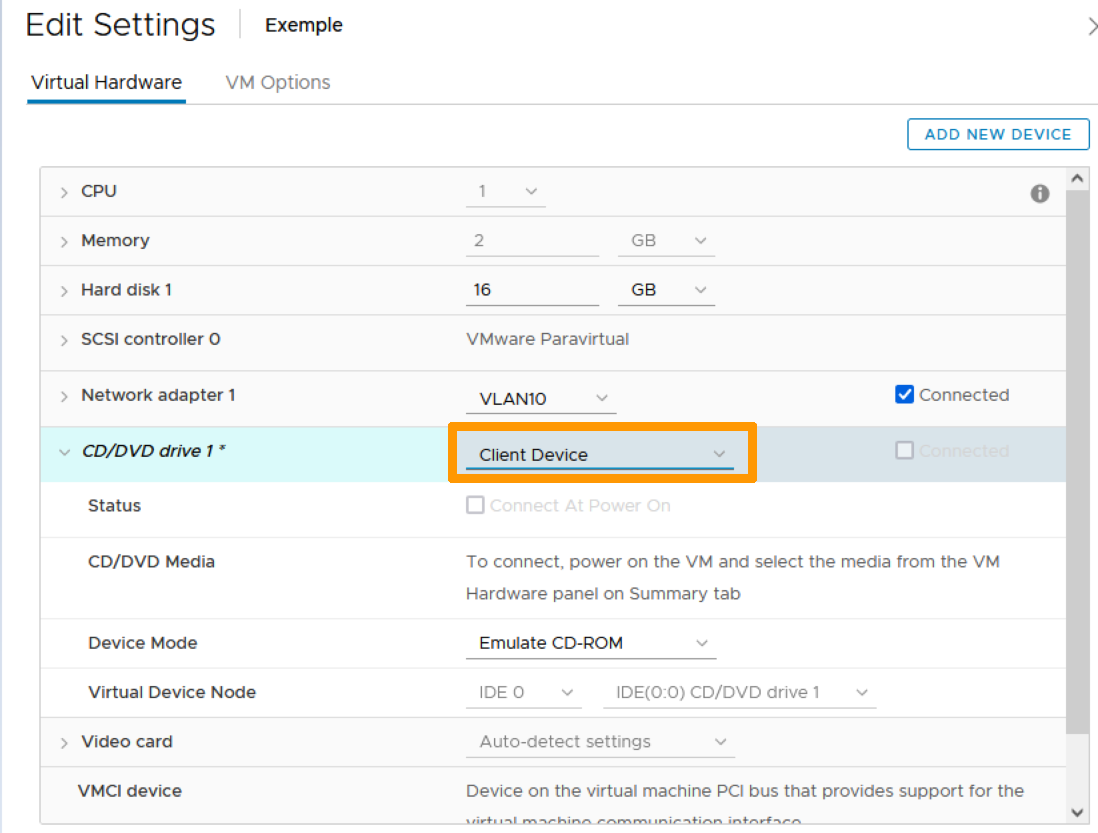 Edit Settings Exemple
Virtual Hardware VM Options
ADD NEW DEVICE
CPU 1
Memory 2 GB
Hard disk 1 16 GB
SCSI controller 0 VMware Paravirtual
Network adapter 1 VLAN10 Connected
CD/DVD drive 1 * Client Device Connected
Status Connect At Power On
CD/DVD Media To connect, power on the VM and select the media from the VM
Hardware panel on Summary tab
Device Mode Emulate CD-ROM
Virtual Device Node IDE 0 IDE(0:0) CD/DVD drive 1
Video card Auto-detect settings
VMCI device Device on the virtual machine PCI bus that provides support for the
virtual machine communication interface